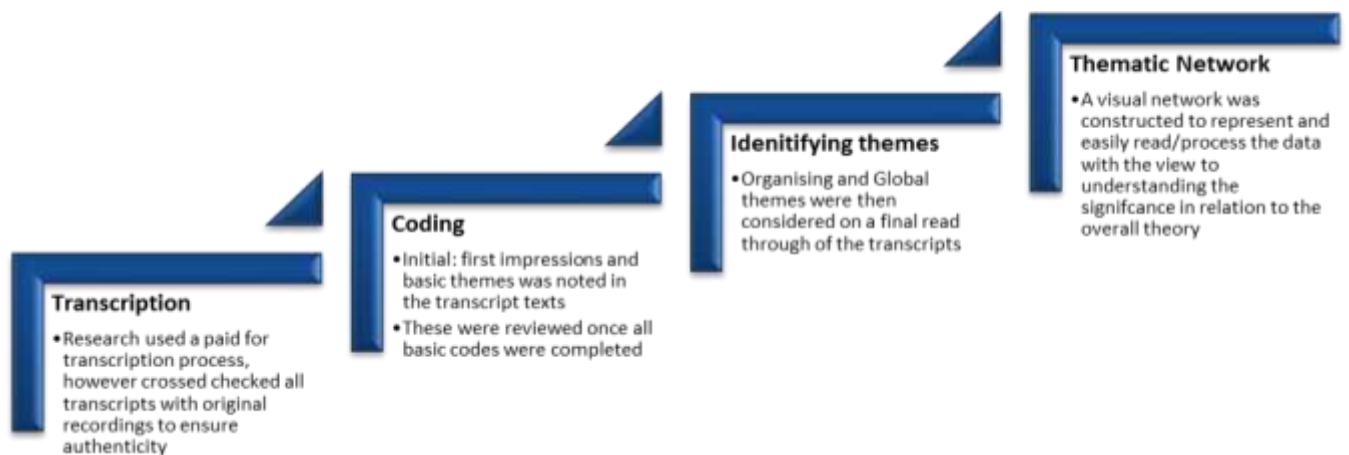 Transcription
•Research used a paid for
transcription process,
however crossed checked all
transcripts with original
recordings to ensure
authenticity
Coding
•Initial: first impressions and
basic themes was noted in
the transcript texts
•These were reviewed once all
basic codes were completed
Idenitifying themes
•Organising and Global
themes were then
considered on a final read
through of the transcripts
Thematic Network
•A visual network was
constructed to represent and
easily read/process the data
with the view to
understanding the
signifcance in relation to the
overall theory